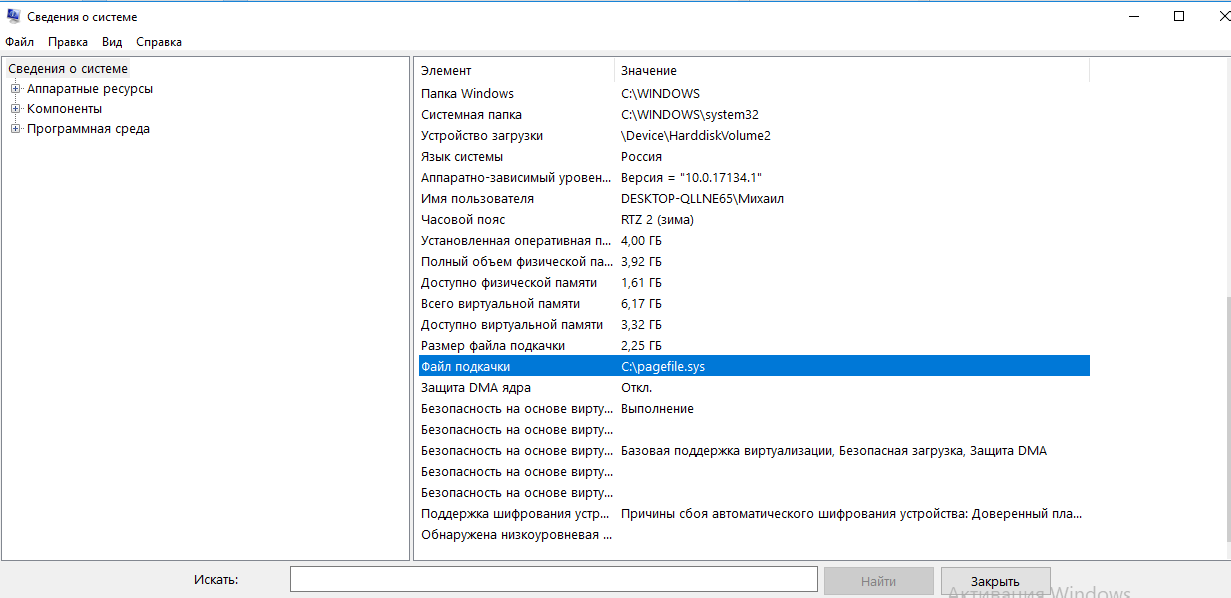 Сведения о системе
Файл Правка Вид Справка
Сведения о системе
Аппаратные ресурсы
Компоненты
Программная среда
Элемент Значение
Папка Windows C:\WINDOWS
Системная папка C:\WINDOWS\system32
Устройство загрузки \Device\HarddiskVolume2
Язык системы Россия
Аппаратно-зависимый уровен... Версия = "10.0.17134.1"
Имя пользователя DESKTOP-QLLNE65\Михаил
Часовой пояс RTZ 2 (зима)
Установленная оперативная п... 4,00 ГБ
Полный объем физической па... 3,92 ГБ
Доступно физической памяти 1,61 ГБ
Всего виртуальной памяти 6,17 ГБ
Доступно виртуальной памяти 3,32 ГБ
Размер файла подкачки 2,25 ГБ
Файл подкачки C:\pagefile.sys
Защита DMA ядра Откл.
Безопасность на основе вирту... Выполнение
Безопасность на основе вирту...
Безопасность на основе вирту... Базовая поддержка виртуализации, Безопасная загрузка, Защита DMA
Безопасность на основе вирту...
Безопасность на основе вирту...
Поддержка шифрования устр... Причины сбоя автоматического шифрования устройства: Доверенный пла...
Обнаружена низкоуровневая ...
Искать: Найти Закрыть
Активация Windows